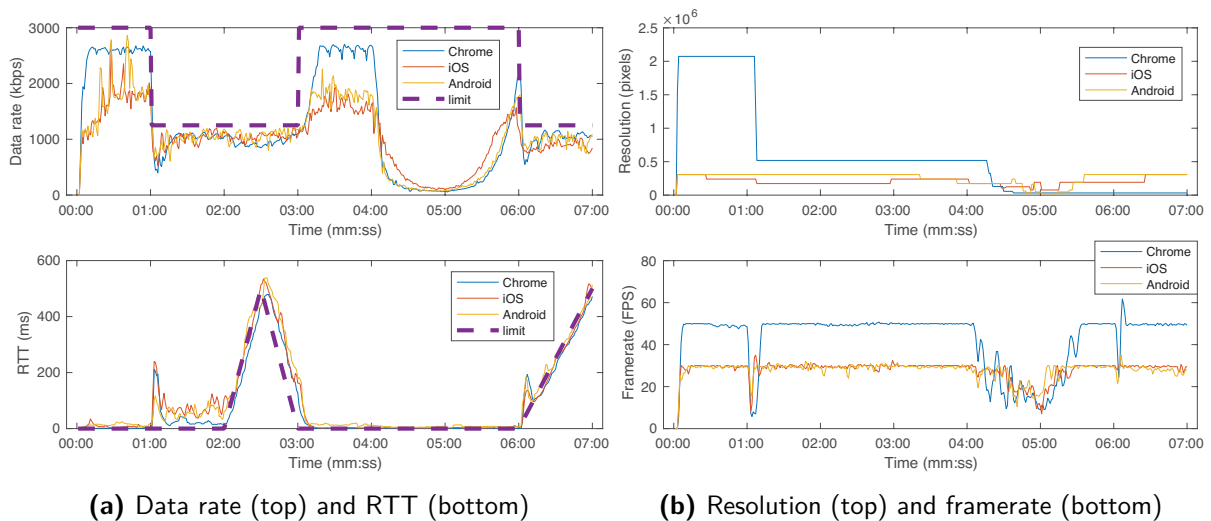 3000
2000
1000
0
Data rate (kbps)
Chrome
iOS
Android
limit
00:00 01:00 02:00 03:00 04:00 05:00 06:00 07:00
Time (mm:ss)
600
400
200
0
RTT (ms)
Chrome
iOS
Android
limit
00:00 01:00 02:00 03:00 04:00 05:00 06:00 07:00
Time (mm:ss)
(a) Data rate (top) and RTT (bottom)
×10⁶
2.5
2
1.5
1
0.5
0
Resolution (pixels)
Chrome
iOS
Android
00:00 01:00 02:00 03:00 04:00 05:00 06:00 07:00
Time (mm:ss)
80
60
40
20
0
Framerate (FPS)
Chrome
iOS
Android
00:00 01:00 02:00 03:00 04:00 05:00 06:00 07:00
Time (mm:ss)
(b) Resolution (top) and framerate (bottom)